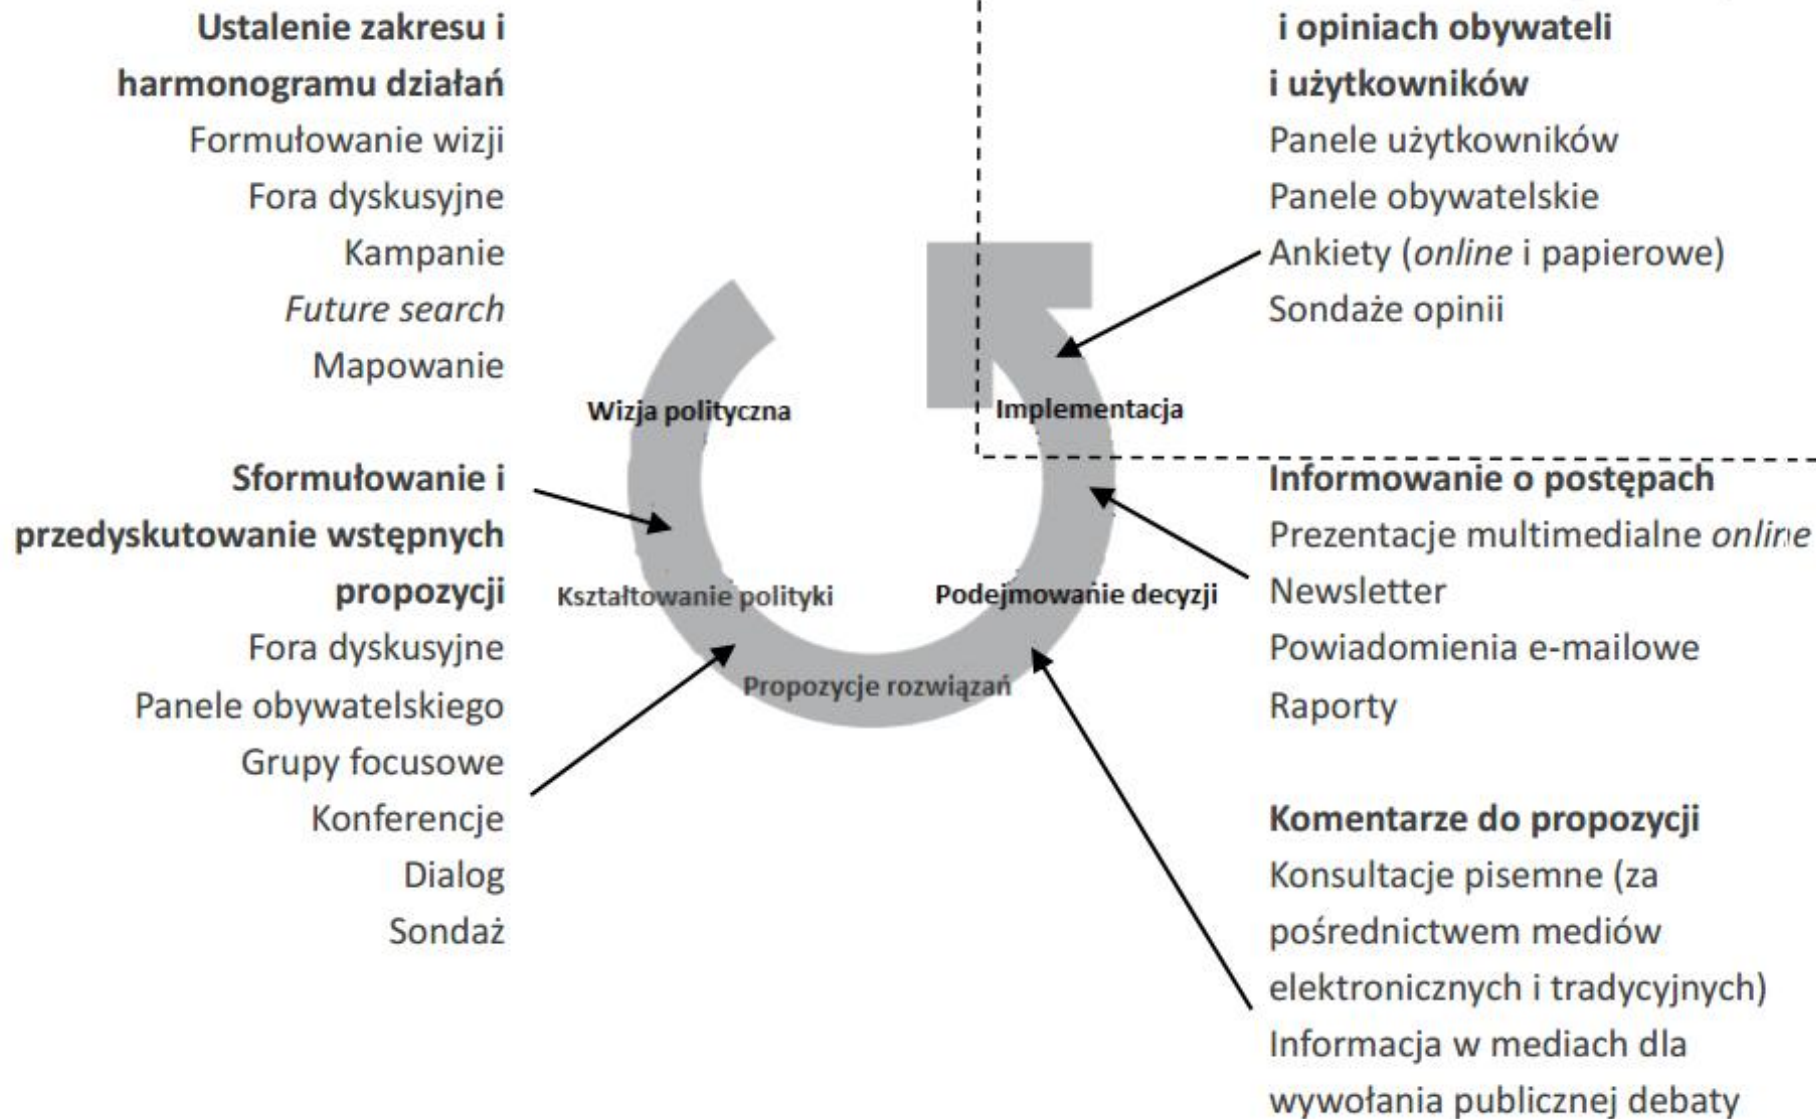 Ustalenie zakresu i
harmonogramu działań
Formułowanie wizji
Fora dyskusyjne
Kampanie
Future search
Mapowanie
Sformułowanie i
przedyskutowanie wstępnych
propozycji
Fora dyskusyjne
Panele obywatelskiego
Grupy focusowe
Konferencje
Dialog
Sondaż
Wizja polityczna
Kształtowanie polityki
Propozycje rozwiązań
Podejmowanie decyzji
Implementacja
i opiniach obywateli
i użytkowników
Panele użytkowników
Panele obywatelskie
Ankiety (online i papierowe)
Sondaże opinii
Informowanie o postępach
Prezentacje multimedialne online
Newsletter
Powiadomienia e-mailowe
Raporty
Komentarze do propozycji
Konsultacje pisemne (za
pośrednictwem mediów
elektronicznych i tradycyjnych)
Informacja w mediach dla
wywołania publicznej debaty